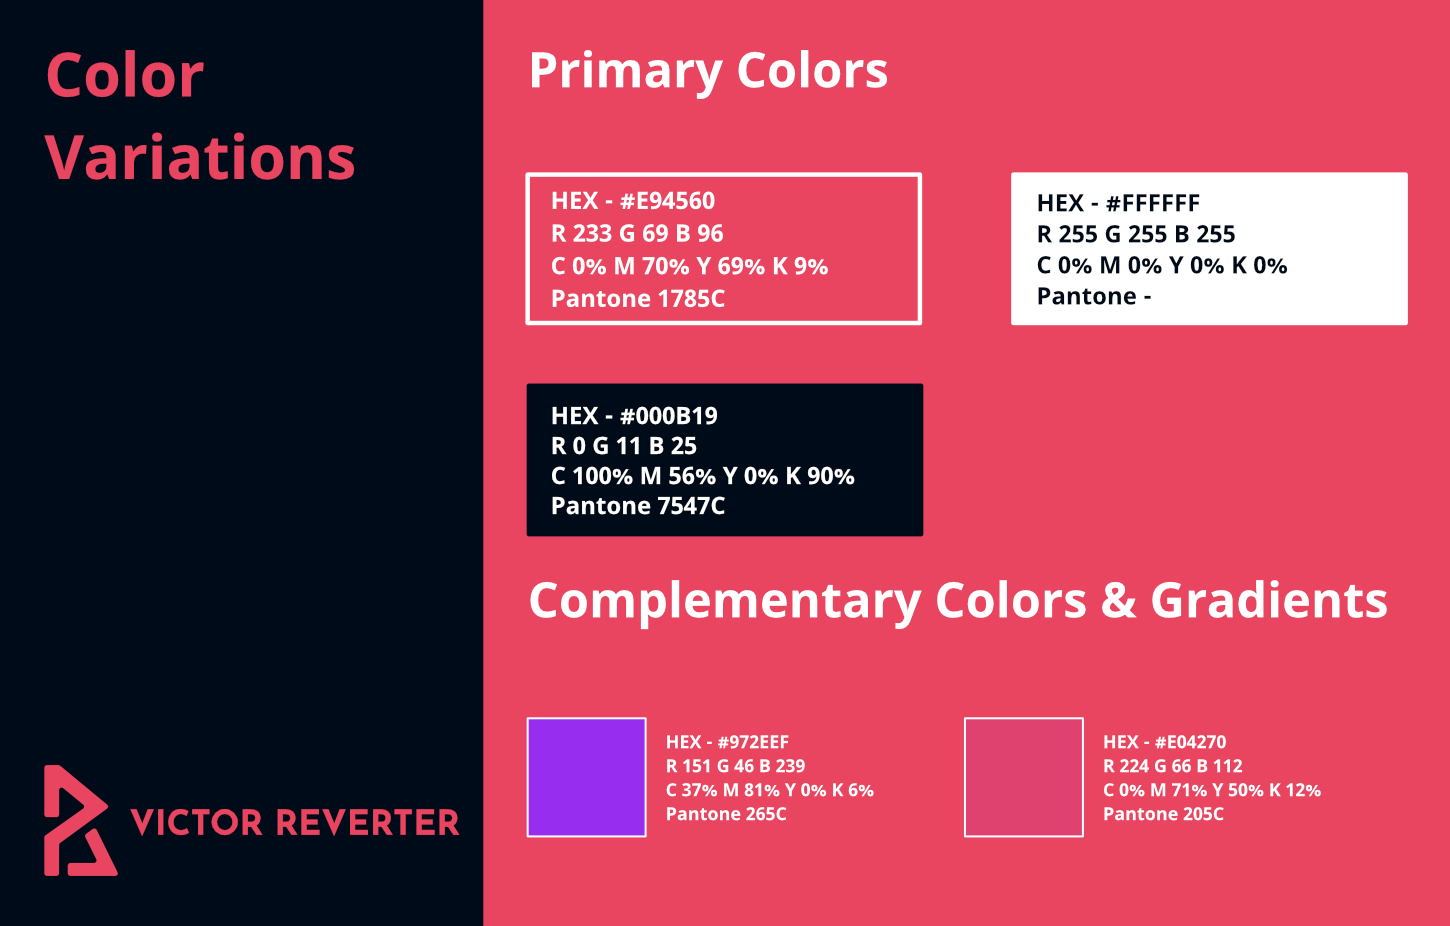 Color
Variations
VICTOR REVERTER
Primary Colors
HEX - #E94560
R 233 G 69 B 96
C 0% M 70% Y 69% K 9%
Pantone 1785C
HEX - #FFFFFF
R 255 G 255 B 255
C 0% M 0% Y 0% K 0%
Pantone -
HEX - #000B19
R 0 G 11 B 25
C 100% M 56% Y 0% K 90%
Pantone 7547C
Complementary Colors & Gradients
HEX - #972EEF
R 151 G 46 B 239
C 37% M 81% Y 0% K 6%
Pantone 265C
HEX - #E04270
R 224 G 66 B 112
C 0% M 71% Y 50% K 12%
Pantone 205C